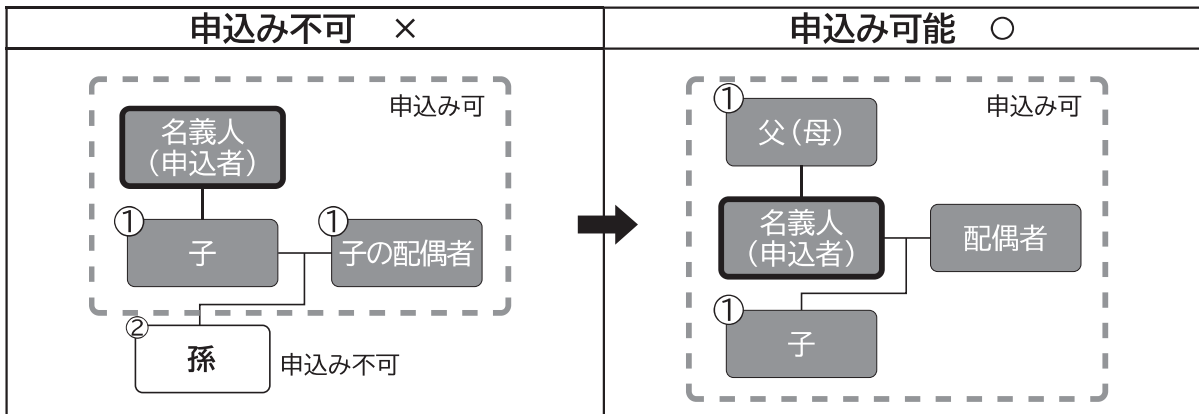 申込み不可 ×
申込み可
名義人
（申込者）
①
子
①
子の配偶者
②
孫
申込み不可
申込み可能 ○
申込み可
①
父（母）
名義人
（申込者）
配偶者
①
子